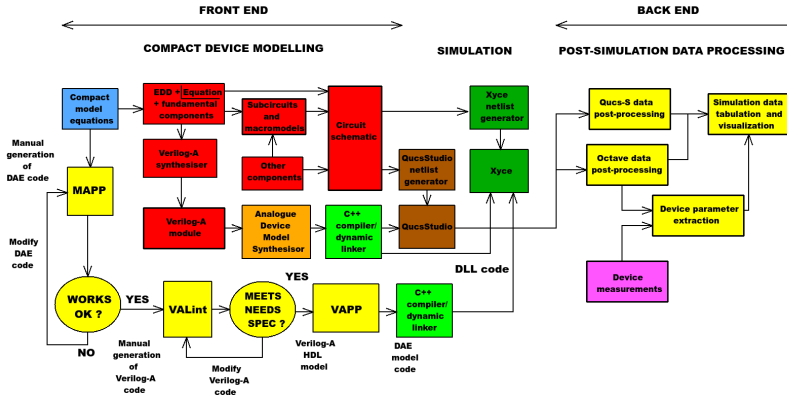 FRONT END
BACK END
COMPACT DEVICE MODELLING
SIMULATION
POST-SIMULATION DATA PROCESSING
Compact
model
equations
EDD + Equation
+ fundamental
components
Subcircuits
and
macromodels
Circuit
schematic
Xyce
netlist
generator
Qucs-S data
post-processing
Simulation data
tabulation and
visualization
Manual
generation
of
DAE code
Verilog-A
synthesiser
Other
components
QucsStudio
netlist
generator
Xyce
Octave data
post-processing
MAPP
Verilog-A
module
Analogue
Device
Model
Synthesisor
C++
compiler/
dynamic
linker
QucsStudio
Device parameter
extraction
Modify
DAE
code
DLL code
Device
measurements
WORKS
OK ?
YES
NO
VALint
MEETS
NEEDS
SPEC ?
YES
VAPP
C++
compiler/
dynamic
linker
Manual
generation
of
Verilog-A
code
Modify
Verilog-A
code
Verilog-A
HDL
model
DAE
model
code